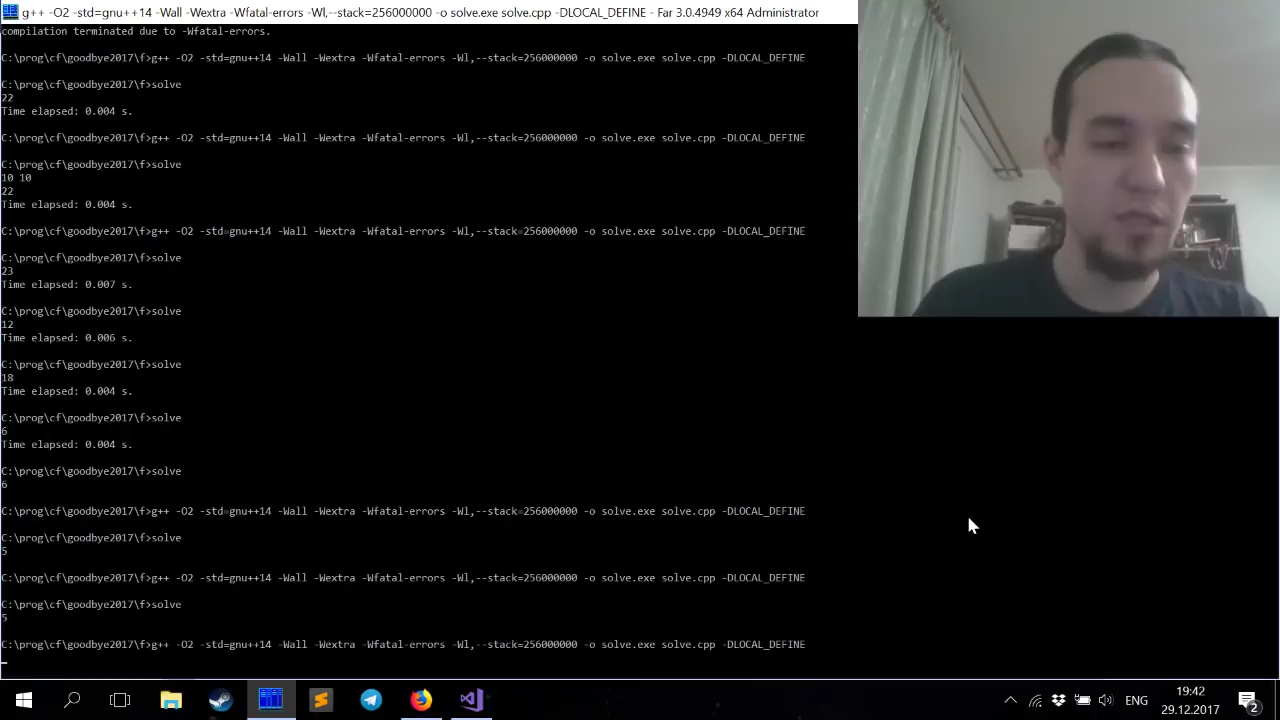 g++ -O2 -std=gnu++14 -Wall -Wextra -Wfatal-errors -Wl,--stack=256000000 -o solve.exe solve.cpp -DLOCAL_DEFINE - Far 3.0.4949 x64 Administrator
compilation terminated due to -Wfatal-errors.
C:\prog\cf\goodbye2017\f>g++ -O2 -std=gnu++14 -Wall -Wextra -Wfatal-errors -Wl,--stack=256000000 -o solve.exe solve.cpp -DLOCAL_DEFINE
C:\prog\cf\goodbye2017\f>solve
22
Time elapsed: 0.004 s.
C:\prog\cf\goodbye2017\f>g++ -O2 -std=gnu++14 -Wall -Wextra -Wfatal-errors -Wl,--stack=256000000 -o solve.exe solve.cpp -DLOCAL_DEFINE
C:\prog\cf\goodbye2017\f>solve
10 10
22
Time elapsed: 0.004 s.
C:\prog\cf\goodbye2017\f>g++ -O2 -std=gnu++14 -Wall -Wextra -Wfatal-errors -Wl,--stack=256000000 -o solve.exe solve.cpp -DLOCAL_DEFINE
C:\prog\cf\goodbye2017\f>solve
23
Time elapsed: 0.007 s.
C:\prog\cf\goodbye2017\f>solve
12
Time elapsed: 0.006 s.
C:\prog\cf\goodbye2017\f>solve
18
Time elapsed: 0.004 s.
C:\prog\cf\goodbye2017\f>solve
6
Time elapsed: 0.004 s.
C:\prog\cf\goodbye2017\f>solve
6
C:\prog\cf\goodbye2017\f>g++ -O2 -std=gnu++14 -Wall -Wextra -Wfatal-errors -Wl,--stack=256000000 -o solve.exe solve.cpp -DLOCAL_DEFINE
C:\prog\cf\goodbye2017\f>solve
5
C:\prog\cf\goodbye2017\f>g++ -O2 -std=gnu++14 -Wall -Wextra -Wfatal-errors -Wl,--stack=256000000 -o solve.exe solve.cpp -DLOCAL_DEFINE
C:\prog\cf\goodbye2017\f>solve
5
C:\prog\cf\goodbye2017\f>g++ -O2 -std=gnu++14 -Wall -Wextra -Wfatal-errors -Wl,--stack=256000000 -o solve.exe solve.cpp -DLOCAL_DEFINE
ENG
19:42
29.12.2017
2